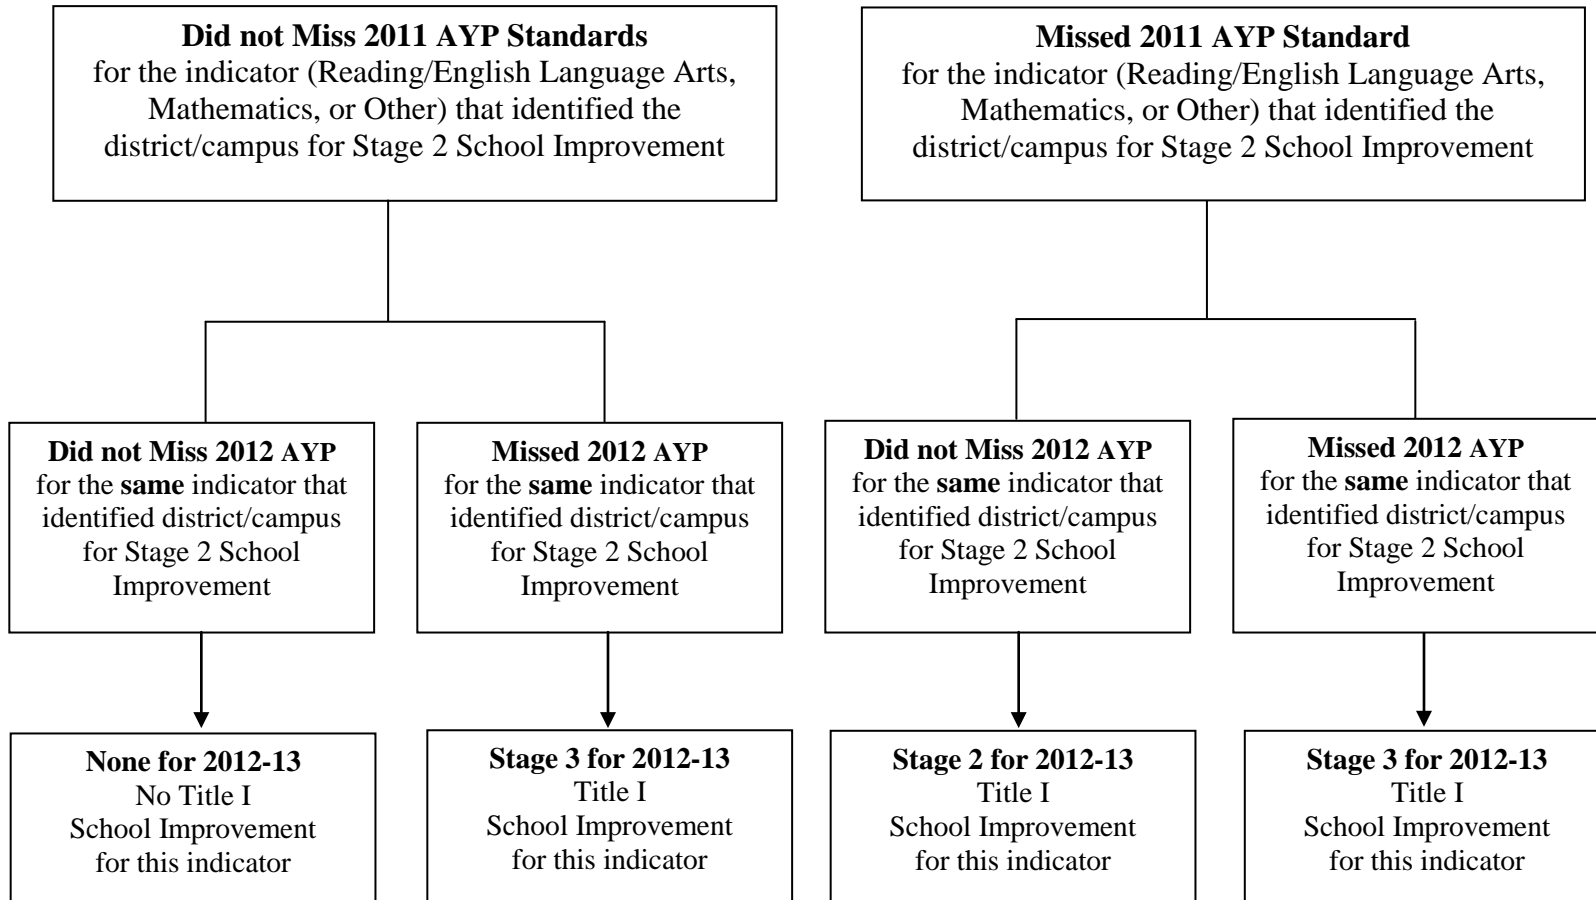 Did not Miss 2011 AYP Standards
for the indicator (Reading/English Language Arts,
Mathematics, or Other) that identified the
district/campus for Stage 2 School Improvement
Missed 2011 AYP Standard
for the indicator (Reading/English Language Arts,
Mathematics, or Other) that identified the
district/campus for Stage 2 School Improvement
Did not Miss 2012 AYP
for the same indicator that
identified district/campus
for Stage 2 School
Improvement
Missed 2012 AYP
for the same indicator that
identified district/campus
for Stage 2 School
Improvement
Did not Miss 2012 AYP
for the same indicator that
identified district/campus
for Stage 2 School
Improvement
Missed 2012 AYP
for the same indicator that
identified district/campus
for Stage 2 School
Improvement
None for 2012-13
No Title I
School Improvement
for this indicator
Stage 3 for 2012-13
Title I
School Improvement
for this indicator
Stage 2 for 2012-13
Title I
School Improvement
for this indicator
Stage 3 for 2012-13
Title I
School Improvement
for this indicator